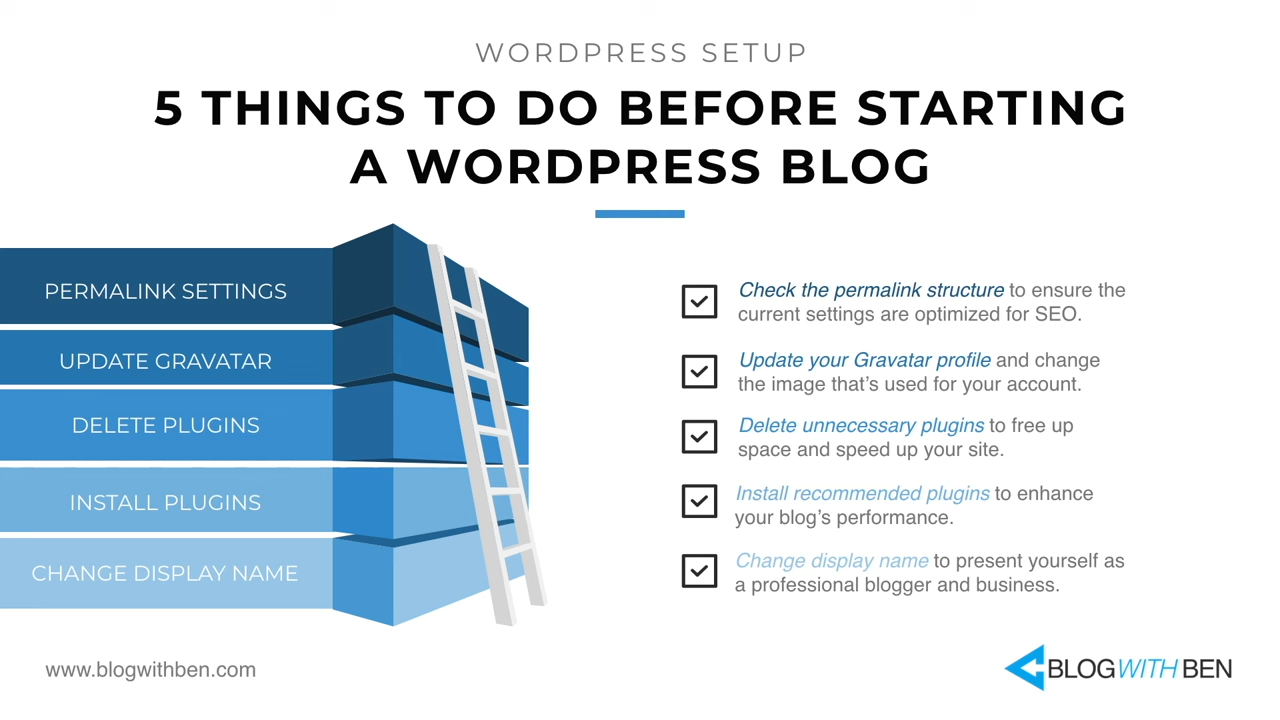 WORDPRESS SETUP
5 THINGS TO DO BEFORE STARTING
A WORDPRESS BLOG
PERMALINK SETTINGS
UPDATE GRAVATAR
DELETE PLUGINS
INSTALL PLUGINS
CHANGE DISPLAY NAME
Check the permalink structure to ensure the
current settings are optimized for SEO.
Update your Gravatar profile and change
the image that's used for your account.
Delete unnecessary plugins to free up
space and speed up your site.
Install recommended plugins to enhance
your blog's performance.
Change display name to present yourself as
a professional blogger and business.
www.blogwithben.com
BLOGWITHBEN